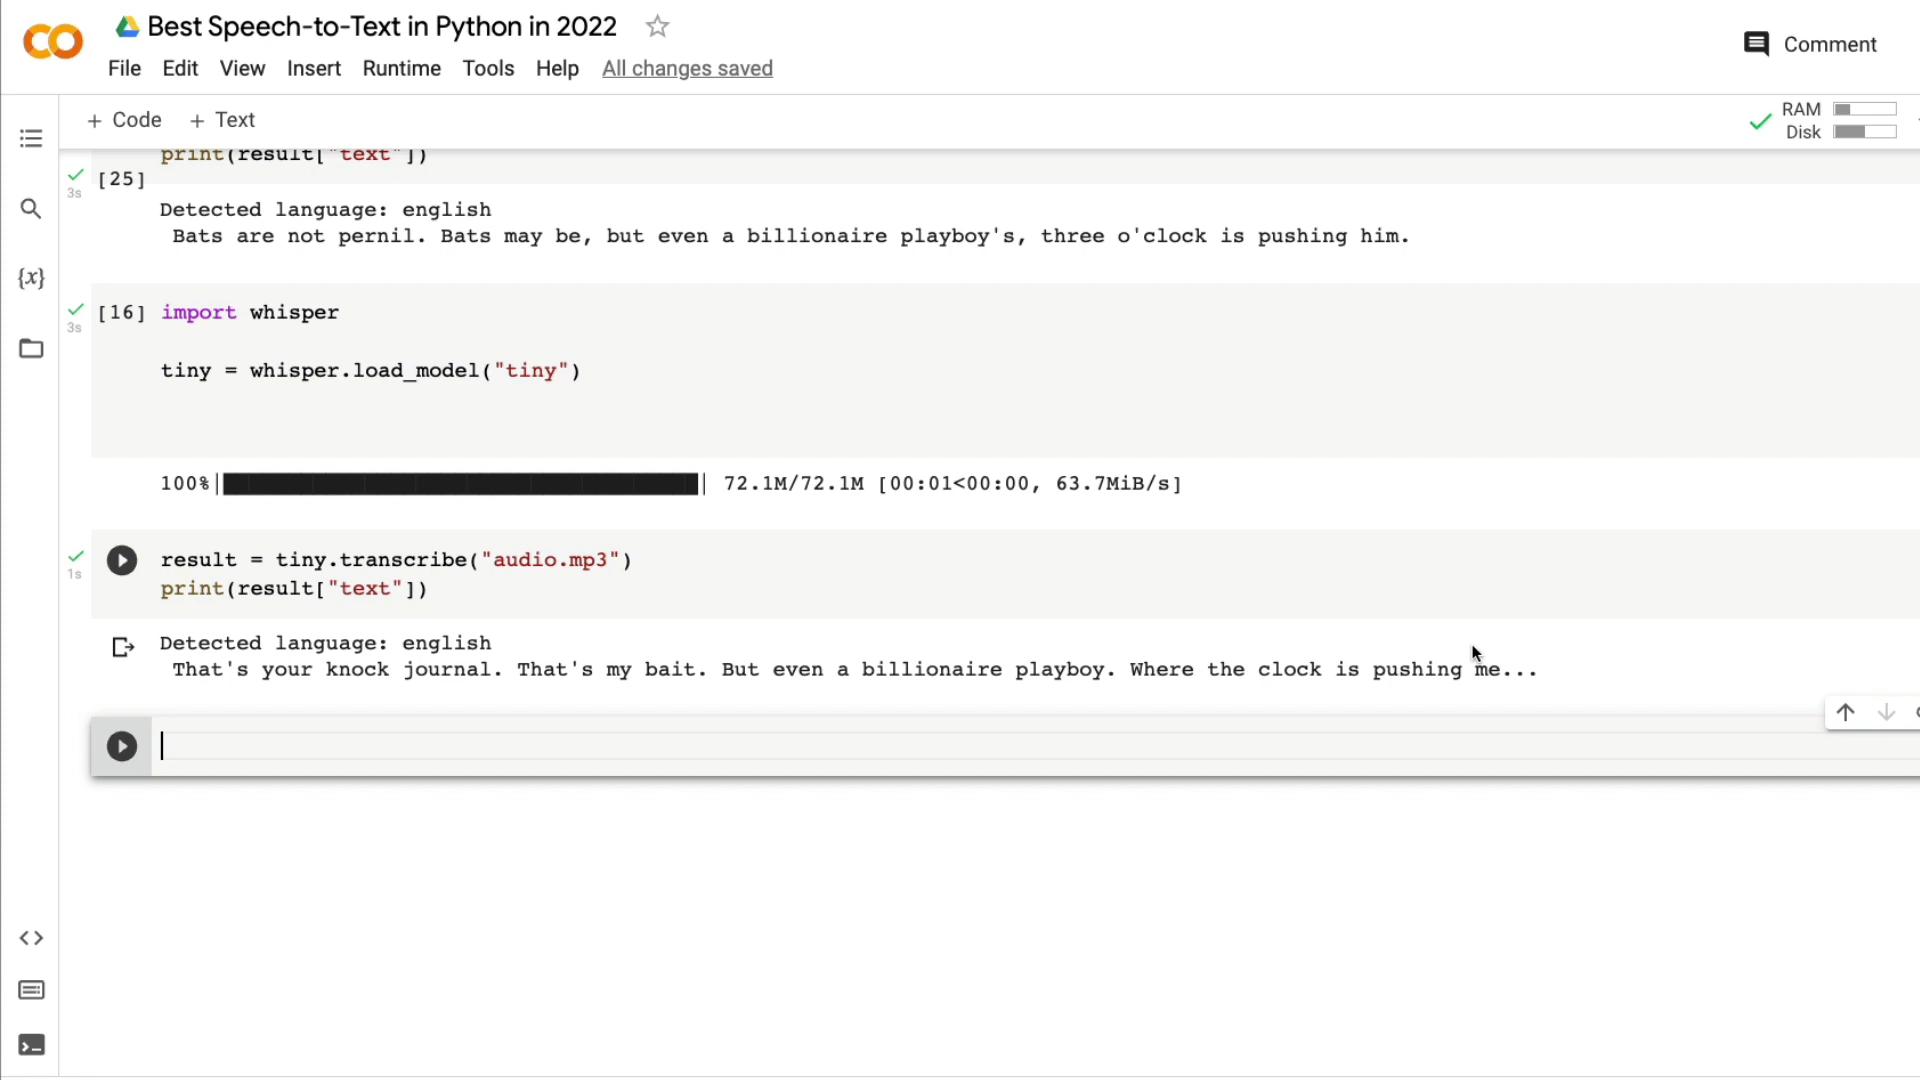 Best Speech-to-Text in Python in 2022
File Edit View Insert Runtime Tools Help All changes saved
Comment
+ Code + Text
RAM
Disk
print(result["text"])
[25]
3s
Detected language: english
Bats are not pernil. Bats may be, but even a billionaire playboy's, three o'clock is pushing him.
[16] import whisper
3s
tiny = whisper.load_model("tiny")
100%| | 72.1M/72.1M [00:01<00:00, 63.7MiB/s]
result = tiny.transcribe("audio.mp3")
1s
print(result["text"])
Detected language: english
That's your knock journal. That's my bait. But even a billionaire playboy. Where the clock is pushing me...